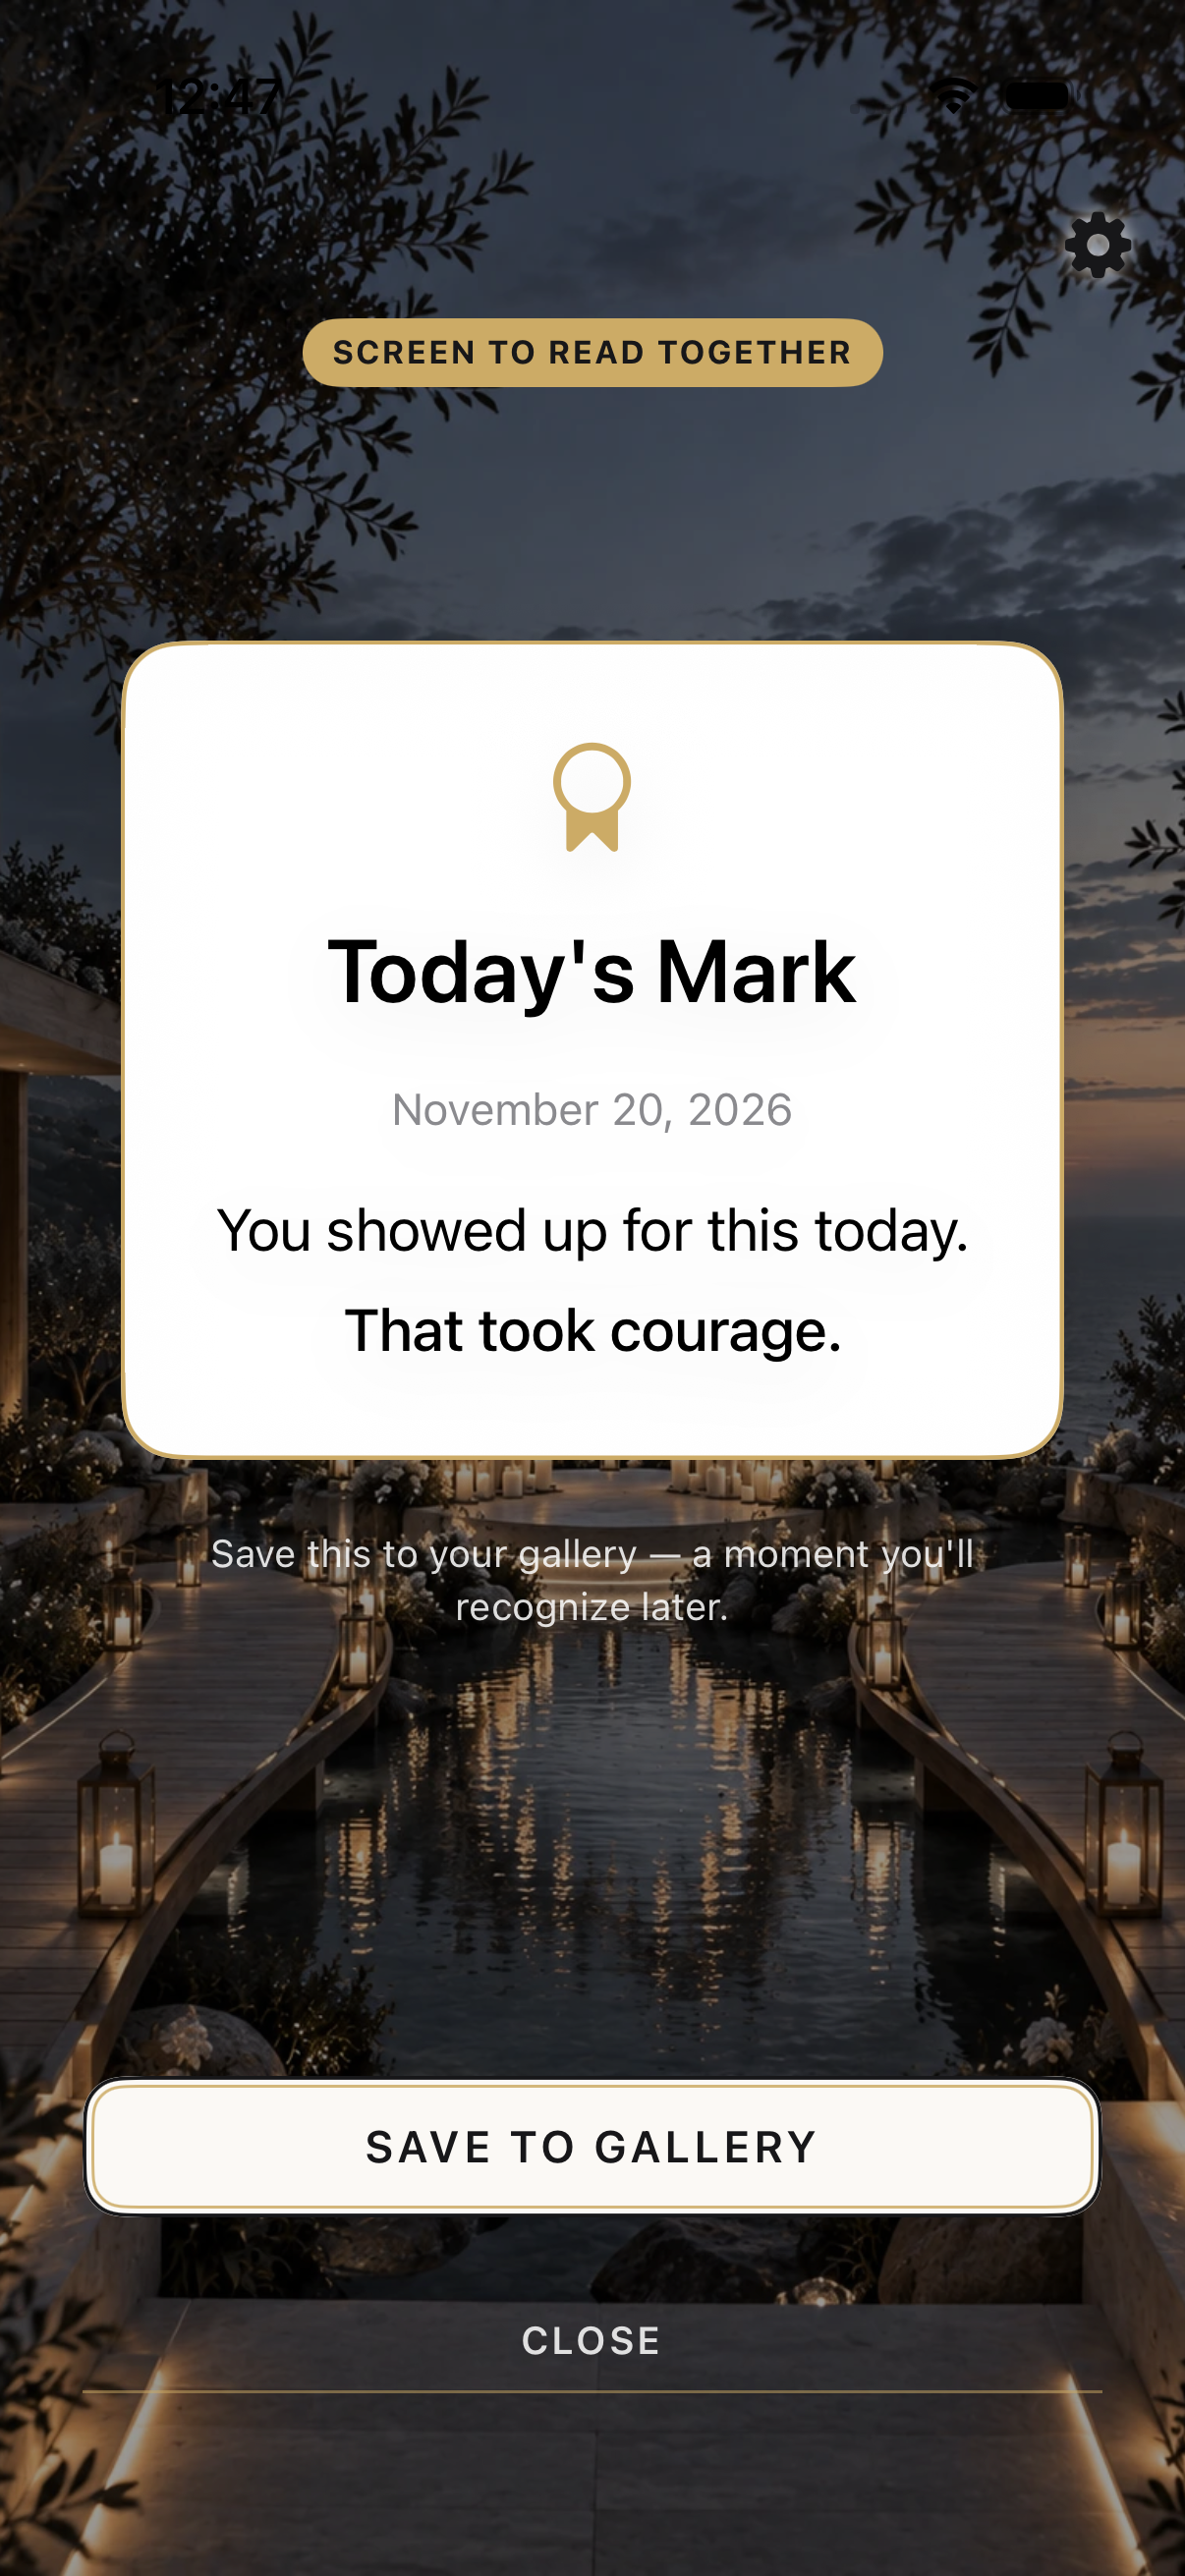 12:47
SCREEN TO READ TOGETHER
Today's Mark
November 20, 2026
You showed up for this today.
That took courage.
Save this to your gallery — a moment you'll
recognize later.
SAVE TO GALLERY
CLOSE